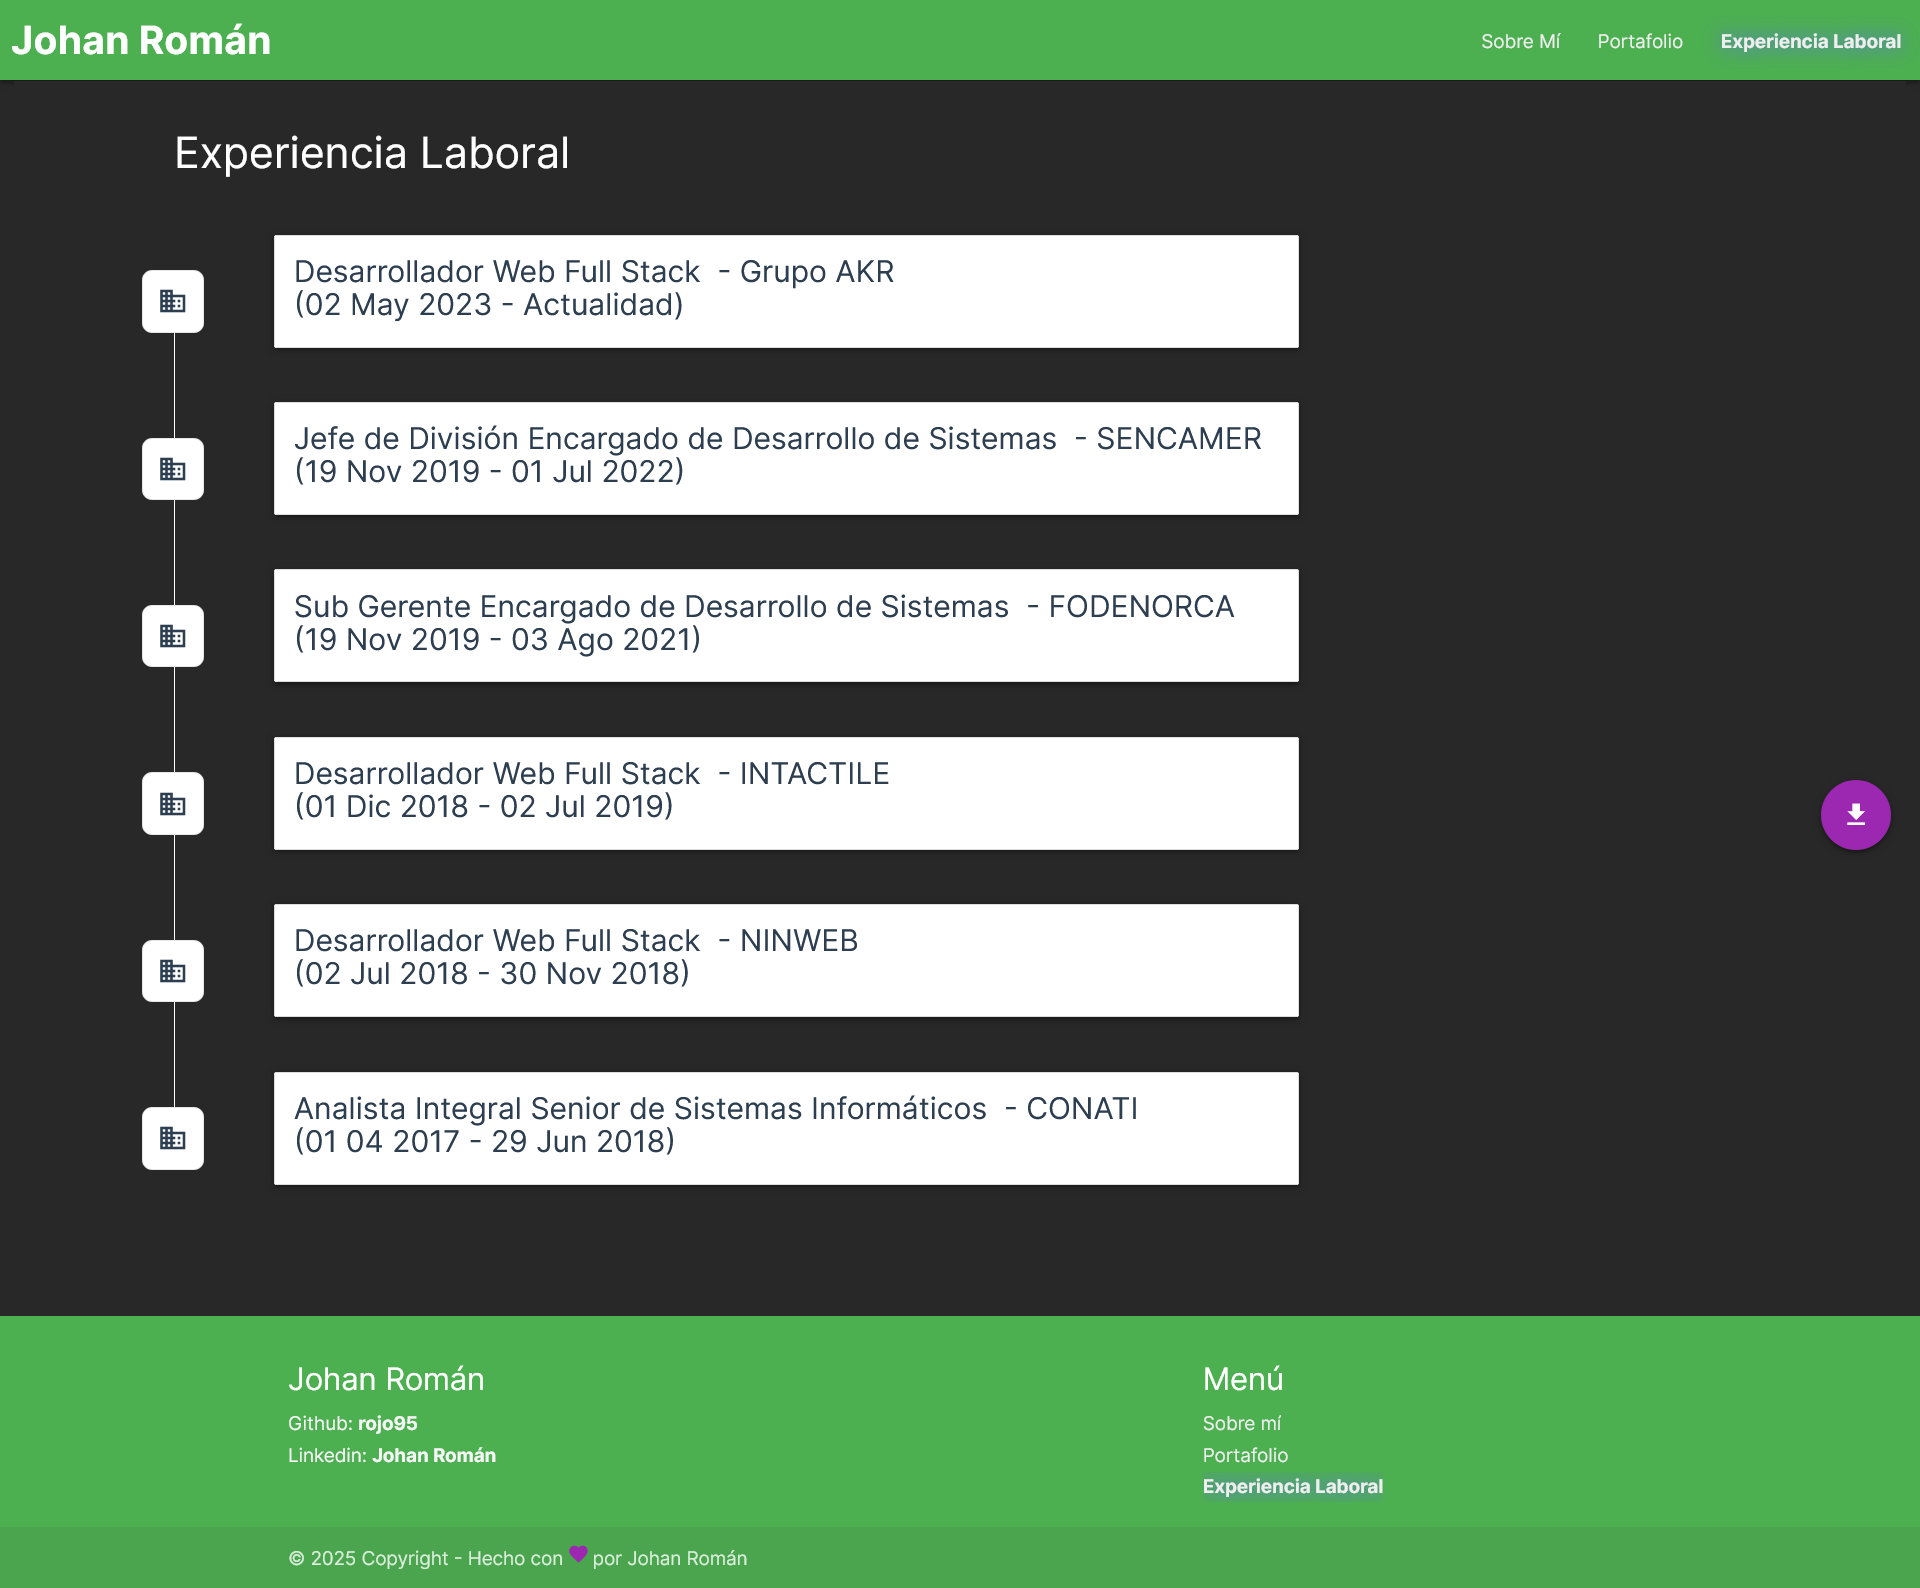 Johan Román
Sobre Mí
Portafolio
Experiencia Laboral
Experiencia Laboral
Desarrollador Web Full Stack - Grupo AKR
(02 May 2023 - Actualidad)
Jefe de División Encargado de Desarrollo de Sistemas - SENCAMER
(19 Nov 2019 - 01 Jul 2022)
Sub Gerente Encargado de Desarrollo de Sistemas - FODENORCA
(19 Nov 2019 - 03 Ago 2021)
Desarrollador Web Full Stack - INTACTILE
(01 Dic 2018 - 02 Jul 2019)
Desarrollador Web Full Stack - NINWEB
(02 Jul 2018 - 30 Nov 2018)
Analista Integral Senior de Sistemas Informáticos - CONATI
(01 04 2017 - 29 Jun 2018)
Johan Román
Github: rojo95
Linkedin: Johan Román
Menú
Sobre mí
Portafolio
Experiencia Laboral
© 2025 Copyright - Hecho con por Johan Román